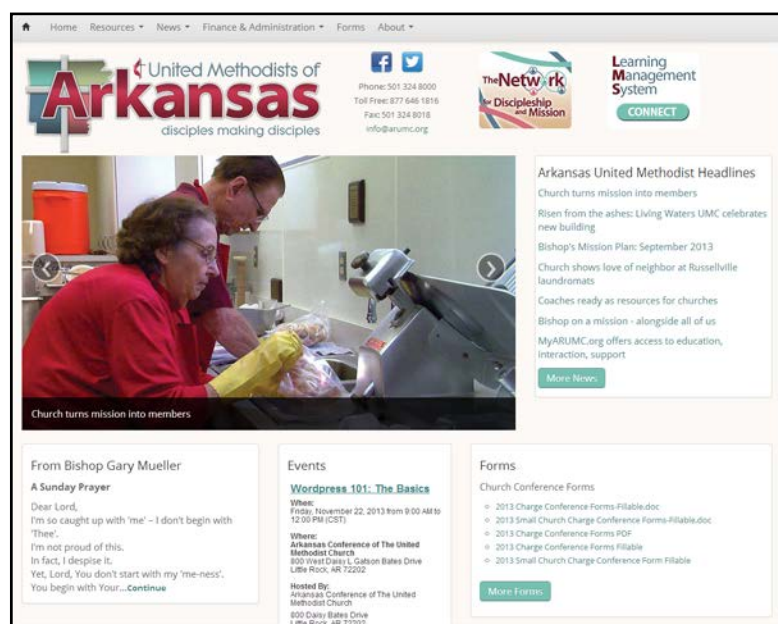 Home Resources News Finance & Administration Forms About
United Methodists of
Arkansas
disciples making disciples
Phone: 501 324 8000
Toll Free: 877 646 1816
Fax: 501 324 8018
info@arumc.org
The Network
for Discipleship
and Mission
Learning
Management
System
CONNECT
Church turns mission into members
Arkansas United Methodist Headlines
Church turns mission into members
Risen from the ashes: Living Waters UMC celebrates
new building
Bishop's Mission Plan: September 2013
Church shows love of neighbor at Russellville
laundromats
Coaches ready as resources for churches
Bishop on a mission - alongside all of us
MyARUMC.org offers access to education,
interaction, support
More News
From Bishop Gary Mueller
A Sunday Prayer
Dear Lord,
I'm so caught up with 'me' – I don't begin with
'Thee'.
I'm not proud of this.
In fact, I despise it.
Yet, Lord, You don't start with my 'me-ness'.
You begin with Your...Continue
Events
Wordpress 101: The Basics
When:
Friday, November 22, 2013 from 9:00 AM to
12:00 PM (CST)
Where:
Arkansas Conference of The United
Methodist Church
800 West Daisy L Gatson Bates Drive
Little Rock, AR 72202
Hosted By:
Arkansas Conference of The United
Methodist Church
800 Daisy Bates Drive
Little Rock, AR 72202
Forms
Church Conference Forms
2013 Charge Conference Forms-Fillable.doc
2013 Small Church Charge Conference Forms-Fillable.doc
2013 Charge Conference Forms PDF
2013 Charge Conference Forms Fillable
2013 Small Church Charge Conference Form Fillable
More Forms